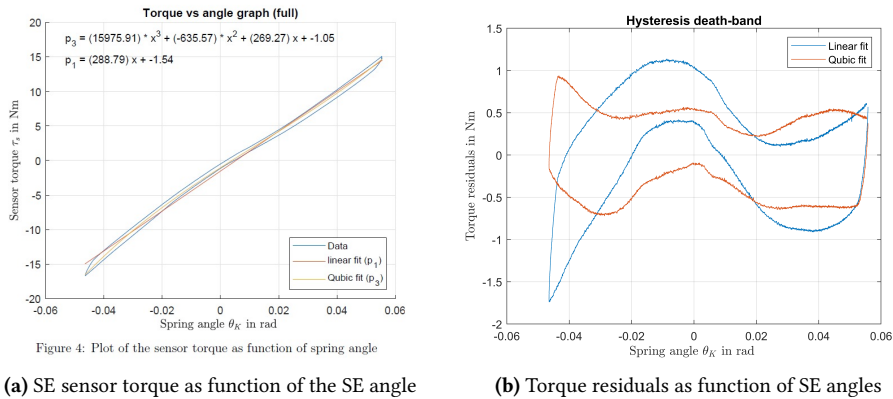 Torque vs angle graph (full)
p3 = (15975.91) * x^3 + (-635.57)* x^2 + (269.27) x + -1.05
p1 = (288.79) x + -1.54
20
15
10
5
0
-5
-10
-15
-20
-0.06
-0.04
-0.02
0
0.02
0.04
0.06
Sensor torque τs in Nm
Spring angle θK in rad
Data
linear fit (p1)
Qubic fit (p3)
Figure 4: Plot of the sensor torque as function of spring angle
(a) SE sensor torque as function of the SE angle
Hysteresis death-band
Linear fit
Qubic fit
1.5
1
0.5
0
-0.5
-1
-1.5
-2
-0.06
-0.04
-0.02
0
0.02
0.04
0.06
Torque residuals in Nm
Spring angle θK in rad
(b) Torque residuals as function of SE angles